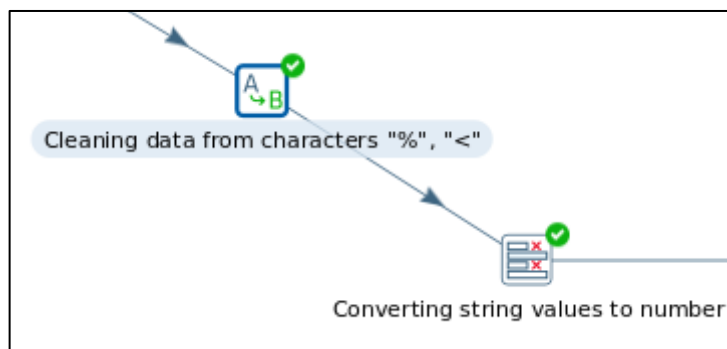 A
B
Cleaning data from characters "%", "<"
Converting string values to number